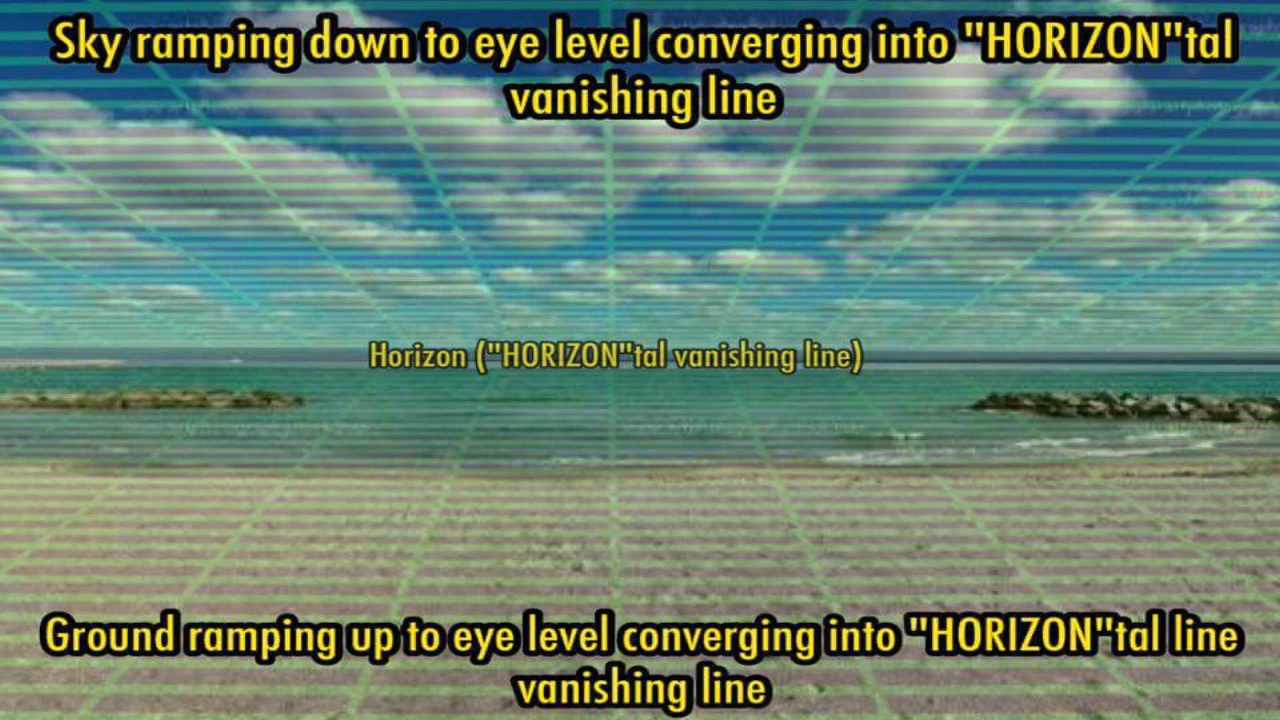 Sky ramping down to eye level converging into "HORIZON"tal
vanishing line
Horizon ("HORIZON"tal vanishing line)
Ground ramping up to eye level converging into "HORIZON"tal line
vanishing line